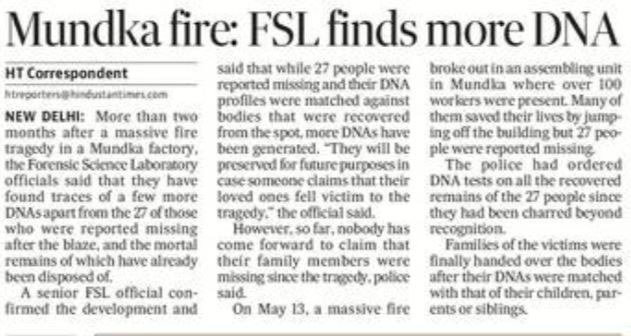 Mundka fire: FSL finds more DNA
HT Correspondent
htreporters@hindustantimes.com
NEW DELHI: More than two
months after a massive fire
tragedy in a Mundka factory,
the Forensic Science Laboratory
officials said that they have
found traces of a few more
DNAs apart from the 27 of those
who were reported missing
after the blaze, and the mortal
remains of which have already
been disposed of.
A senior FSL official con-
firmed the development and
said that while 27 people were
reported missing and their DNA
profiles were matched against
bodies that were recovered
from the spot, more DNAs have
been generated. "They will be
preserved for future purposes in
case someone claims that their
loved ones fell victim to the
tragedy," the official said.
However, so far, nobody has
come forward to claim that
their family members were
missing since the tragedy, police
said.
On May 13, a massive fire
broke out in an assembling unit
in Mundka where over 100
workers were present. Many of
them saved their lives by jump-
ing off the building but 27 peo-
ple were reported missing.
The police had ordered
DNA tests on all the recovered
remains of the 27 people since
they had been charred beyond
recognition.
Families of the victims were
finally handed over the bodies
after their DNAs were matched
with that of their children, par-
ents or siblings.